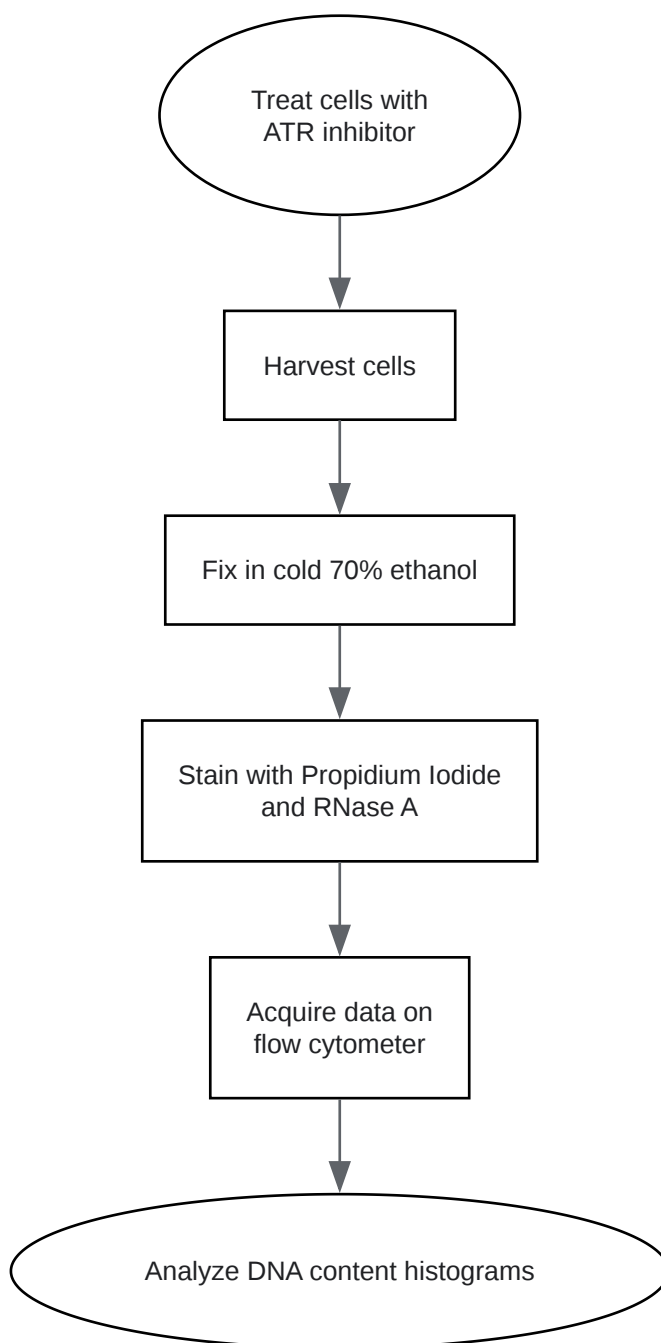 Treat cells with
ATR inhibitor
Harvest cells
Fix in cold 70% ethanol
Stain with Propidium Iodide
and RNase A
Acquire data on
flow cytometer
Analyze DNA content histograms